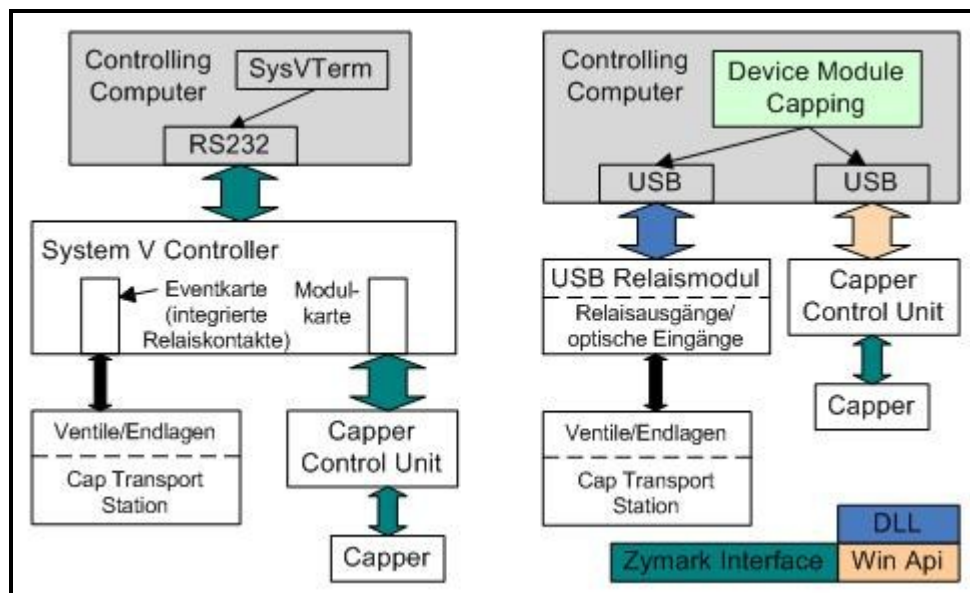 Controlling
Computer
SysVTerm
RS232
System V Controller
Eventkarte
(integrierte
Relaiskontakte)
Modul-
karte
Ventile/Endlagen
Cap Transport
Station
Capper
Control Unit
Capper
Controlling
Computer
Device Module
Capping
USB
USB
USB Relaismodul
Relaisausgänge/
optische Eingänge
Capper
Control Unit
Capper
Ventile/Endlagen
Cap Transport
Station
DLL
Zymark Interface
Win Api